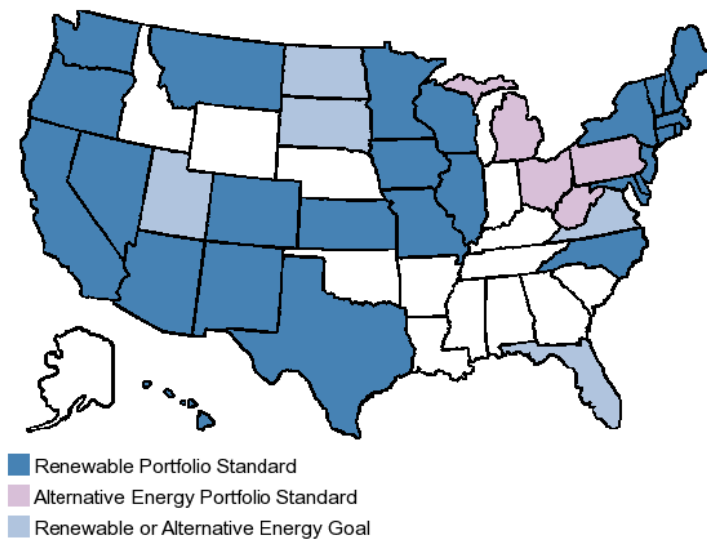 Renewable Portfolio Standard
Alternative Energy Portfolio Standard
Renewable or Alternative Energy Goal